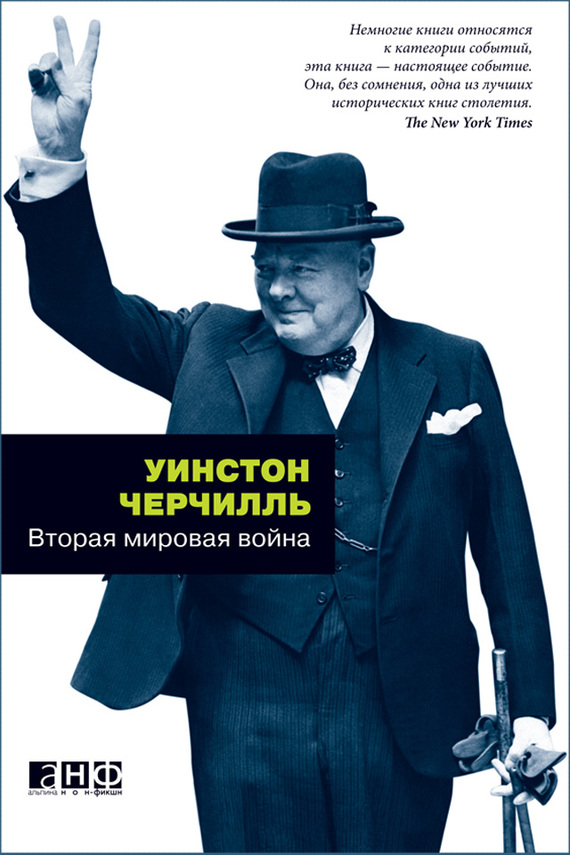 Немногие книги относятся
к категории событий,
эта книга — настоящее событие.
Она, без сомнения, одна из лучших
исторических книг столетия.
The New York Times
УИНСТОН
ЧЕРЧИЛЛЬ
Вторая мировая война
анф
альпина нон-фикшн